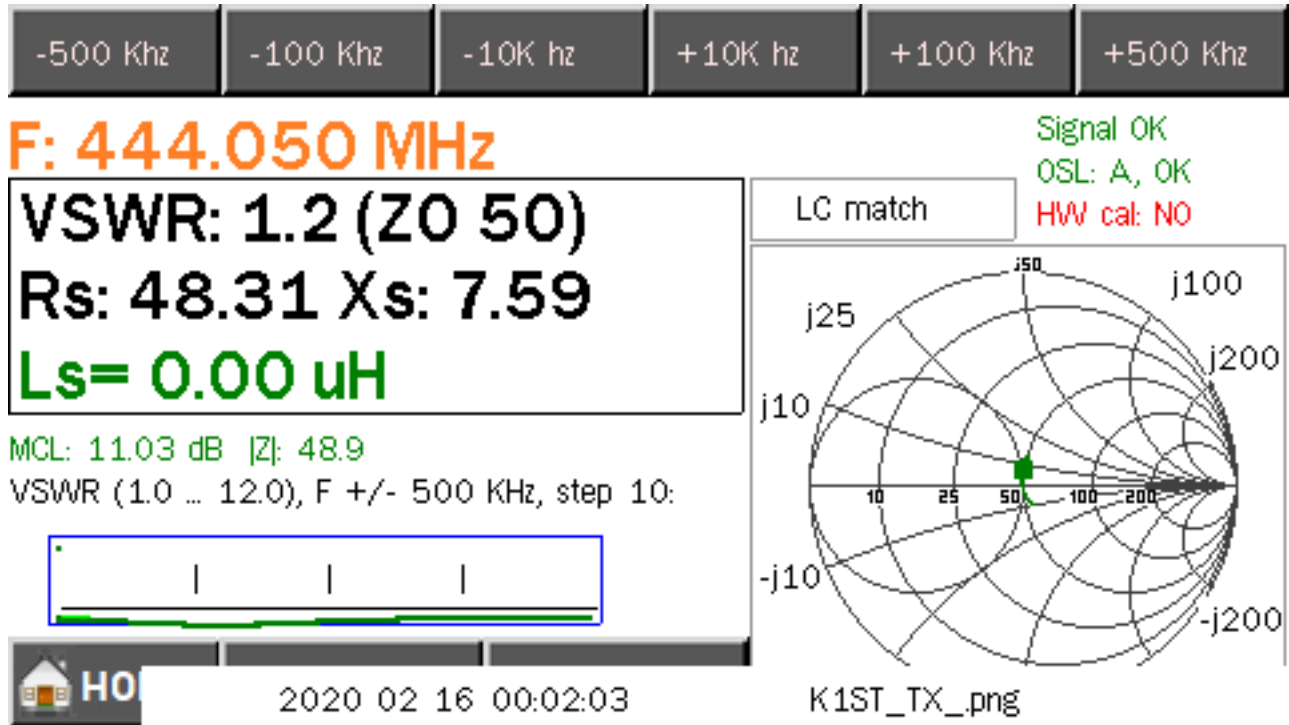 -500 Khz -100 Khz -10K hz +10K hz +100 Khz +500 Khz
F: 444.050 MHz
Signal OK
OSL: A, OK
HW cal: NO
VSWR: 1.2 (Z0 50)
Rs: 48.31 Xs: 7.59
Ls= 0.00 uH
LC match
MCL: 11.03 dB |Z|: 48.9
VSWR (1.0 ... 12.0), F +/- 500 KHz, step 10:
j50
j100
j25
j200
j10
10 25 50 100 200
-j10
-j200
2020 02 16 00:02:03 K1ST_TX_.png